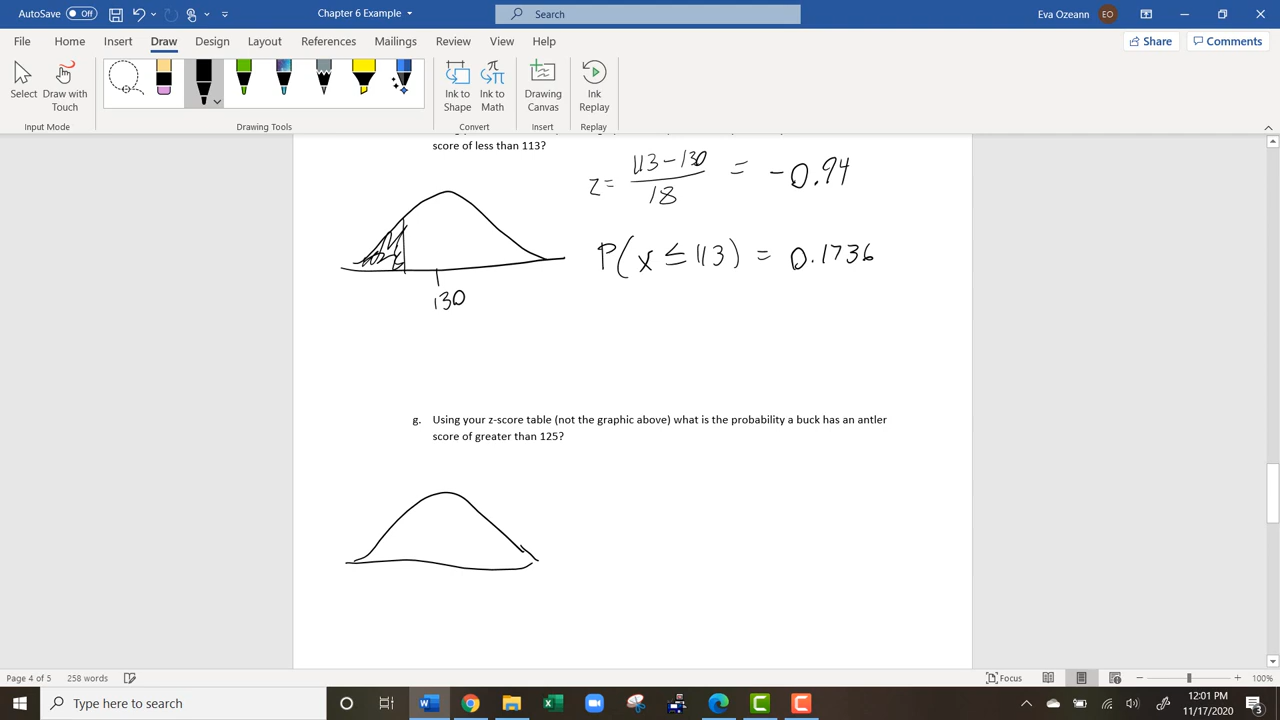 AutoSave Off Chapter 6 Example Search Eva Ozeann EO
File Home Insert Draw Design Layout References Mailings Review View Help Share Comments
Select Draw with Touch Ink to Shape Ink to Math Drawing Canvas Ink Replay
Input Mode Drawing Tools Convert Insert Replay
score of less than 113?
z = 113 - 130 / 18 = -0.94
P(x ≤ 113) = 0.1736
130
g. Using your z-score table (not the graphic above) what is the probability a buck has an antler
score of greater than 125?
Page 4 of 5 258 words Focus 100%
Type here to search 12:01 PM
11/17/2020 3